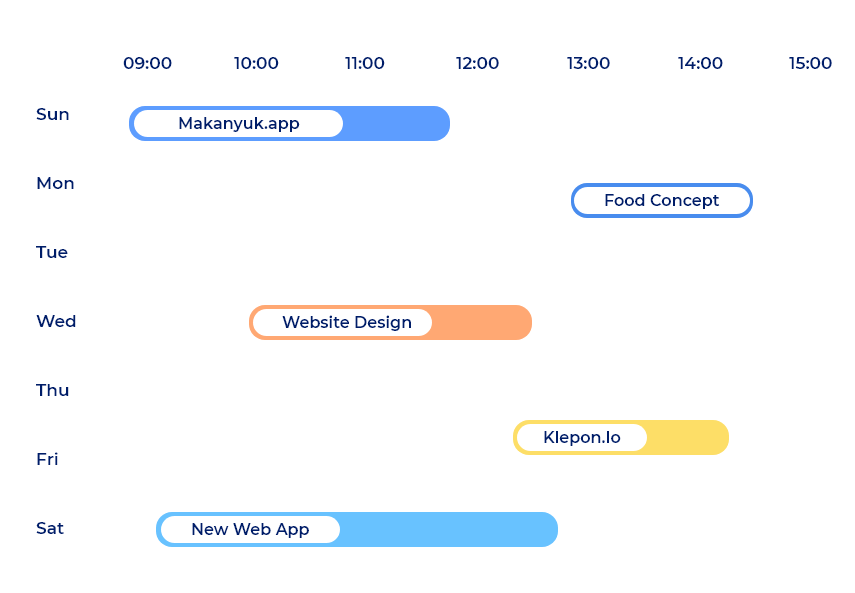 09:00 10:00 11:00 12:00 13:00 14:00 15:00
Sun
Makanyuk.app
Mon
Food Concept
Tue
Wed
Website Design
Thu
Klepon.Io
Fri
Sat
New Web App